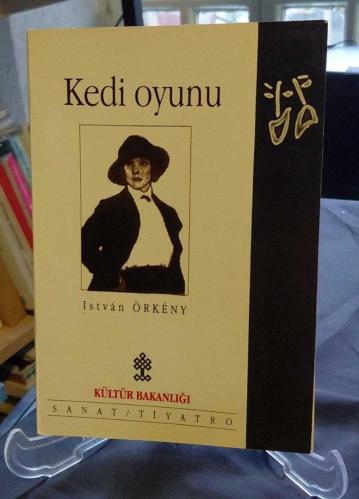 Kedi oyunu
István ÖRKÉNY
KÜLTÜR BAKANLIĞI
SANAT/TİYATRO